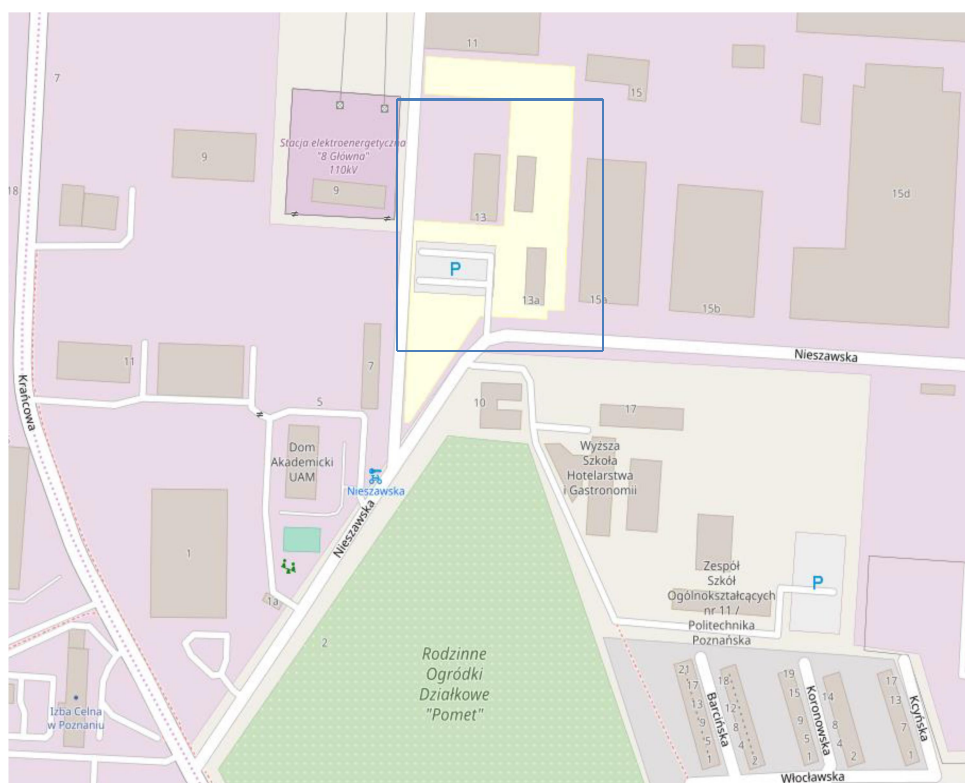 11
7
15
Stacja elektroenergetyczna
"8 Główna"
110kV
9
9
18
15d
13
P
13a
15a
15b
Nieszawska
11
7
5
Krańcowa
10
17
Dom
Akademicki
UAM
Wyższa
Szkoła
Hotelarstwa
i Gastronomii
Nieszawska
Nieszawska
1
1a
Zespół
Szkół
Ogólnokształcących
nr 11 /
Politechnika
Poznańska
P
2
Rodzinne
Ogródki
Działkowe
"Pomet"
Izba Celna
w Poznaniu
21
17
13
9
5
1
Barcińska
18
12
8
4
2
19
15
9
5
1
Koronowska
14
8
4
2
17
13
7
1
Kcyńska
Włocławska